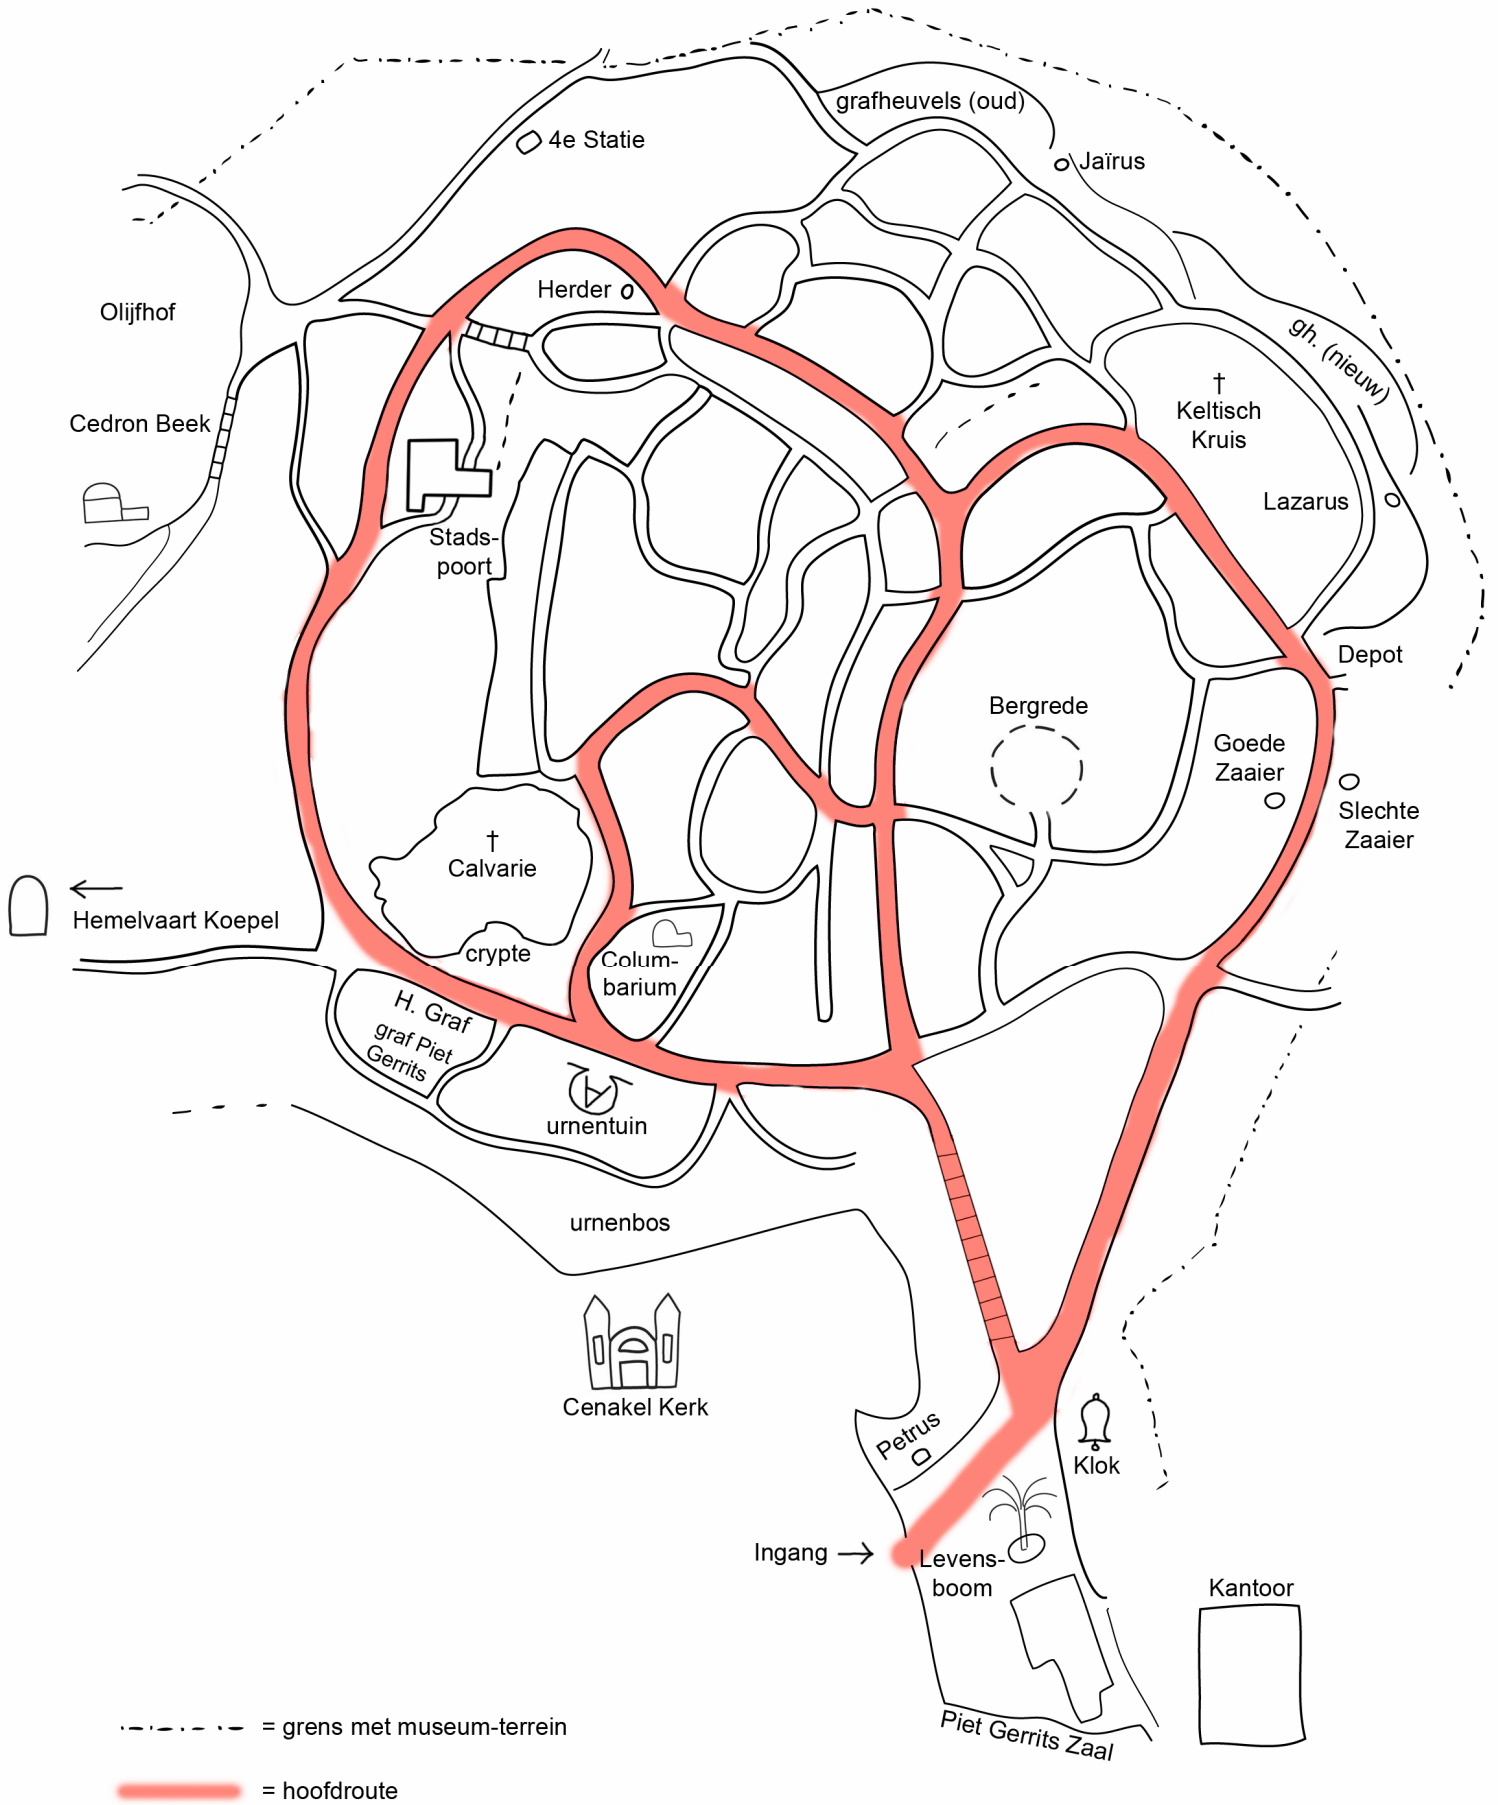 grafheuvels (oud)
4e Statie
Jaïrus
Herder
Olijfhof
gh. (nieuw)
Keltisch
Kruis
Cedron Beek
Lazarus
Stads-
poort
Depot
Bergrede
Goede
Zaaier
Slechte
Zaaier
Calvarie
Hemelvaart Koepel
crypte
Colum-
barium
H. Graf
graf Piet
Gerrits
urnentuin
urnenbos
Cenakel Kerk
Petrus
Klok
Ingang
Levens-
boom
Kantoor
Piet Gerrits Zaal
= grens met museum-terrein
= hoofdroute